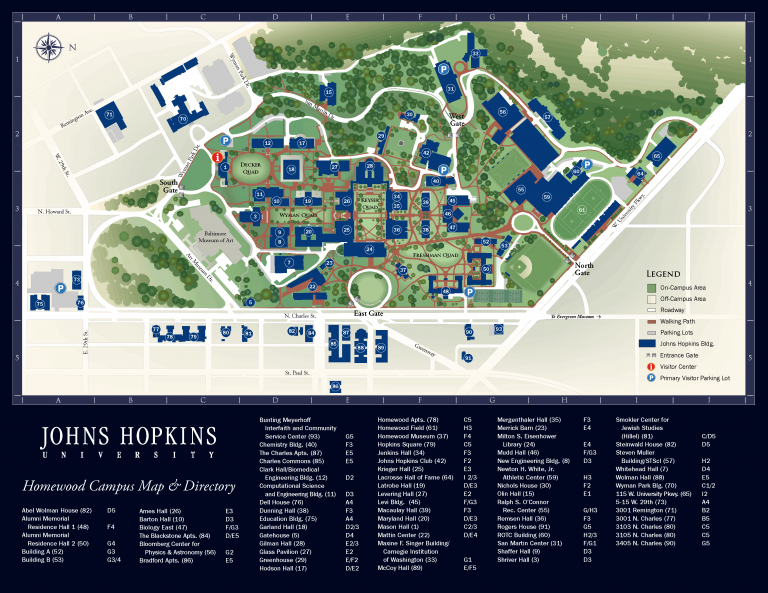 A B C D E F G H I J
1 1
2 2
3 3
4 4
5 5
A B C D E F G H I J
N
Wyman Park Dr.
Remington Ave.
W. 29th St.
San Martin Dr.
Wyman Park Dr.
West
Gate
South
Gate
Decker
Quad
N. Howard St.
Keyser
Quad
Wyman Quad
Baltimore
Museum of Art
Art Museum Dr.
Freshman Quad
W. University Pkwy.
North
Gate
East Gate
N. Charles St.
To Evergreen Museum
E. 29th St.
Greenway
St. Paul St.
Legend
On-Campus Area
Off-Campus Area
Roadway
Walking Path
Parking Lots
Johns Hopkins Bldg.
Entrance Gate
Visitor Center
Primary Visitor Parking Lot
JOHNS HOPKINS
UNIVERSITY
Homewood Campus Map & Directory
Abel Wolman House (82) D5
Alumni Memorial
Residence Hall 1 (48) F4
Alumni Memorial
Residence Hall 2 (50) G4
Building A (52) G3
Building B (53) G3/4
Ames Hall (26) E3
Barton Hall (10) D3
Biology East (47) F/G3
The Blackstone Apts. (84) D/E5
Bloomberg Center for
Physics & Astronomy (56) G2
Bradford Apts. (86) E5
Bunting Meyerhoff
Interfaith and Community
Service Center (93) G5
Chemistry Bldg. (40) F3
The Charles Apts. (87) E5
Charles Commons (85) E5
Clark Hall/Biomedical
Engineering Bldg. (12) D2
Computational Science
and Engineering Bldg. (11) D3
Dell House (76) A4
Dunning Hall (38) F3
Education Bldg. (75) A4
Garland Hall (18) D2/3
Gatehouse (5) D4
Gilman Hall (28) E2/3
Glass Pavilion (27) E2
Greenhouse (29) E/F2
Hodson Hall (17) D/E2
Homewood Apts. (78) C5
Homewood Field (61) H3
Homewood Museum (37) F4
Hopkins Square (79) C5
Jenkins Hall (34) F3
Johns Hopkins Club (42) F2
Krieger Hall (25) E3
Lacrosse Hall of Fame (64) I 2/3
Latrobe Hall (19) D/E3
Levering Hall (27) E2
Levi Bldg. (45) F/G3
Macaulay Hall (39) F3
Maryland Hall (20) D/E3
Mason Hall (1) C2/3
Mattin Center (22) D/E4
Maxine F. Singer Building/
Carnegie Institution
of Washington (33) G1
McCoy Hall (89) E/F5
Mergenthaler Hall (35) F3
Merrick Barn (23) E4
Milton S. Eisenhower
Library (24) E4
Mudd Hall (46) F/G3
New Engineering Bldg. (8) D3
Newton H. White, Jr.
Athletic Center (59) H3
Nichols House (30) F2
Olin Hall (15) E1
Ralph S. O'Connor
Rec. Center (55) G/H3
Remsen Hall (36) F3
Rogers House (91) G5
ROTC Building (60) H2/3
San Martin Center (31) F/G1
Shaffer Hall (9) D3
Shriver Hall (3) D3
Smokler Center for
Jewish Studies
(Hillel) (81) C/D5
Steinwald House (82) D5
Steven Muller
Building/STScI (57) H2
Whitehead Hall (7) D4
Wolman Hall (88) E5
Wyman Park Blg. (70) C1/2
115 W. University Pkwy. (65) I2
5-15 W. 29th (73) A4
3001 Remington (71) B2
3001 N. Charles (77) B5
3103 N. Charles (80) C5
3105 N. Charles (80) C5
3405 N. Charles (90) G5